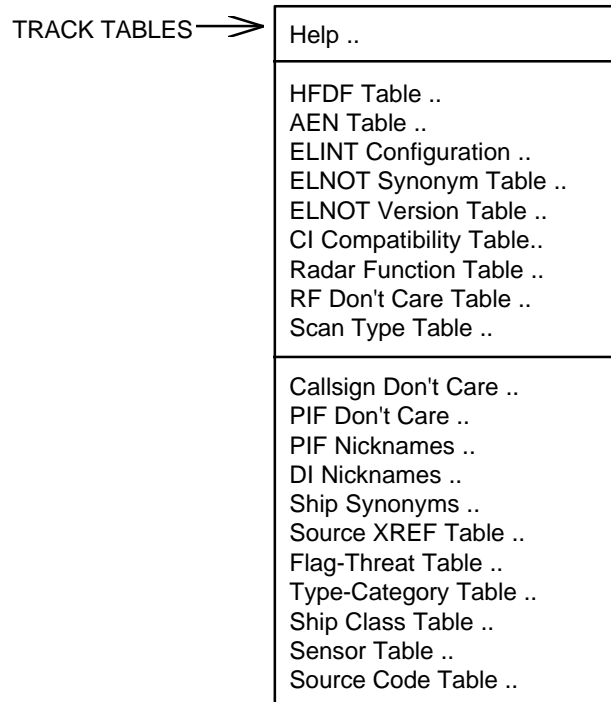 TRACK TABLES
Help ..
HFDF Table ..
AEN Table ..
ELINT Configuration ..
ELNOT Synonym Table ..
ELNOT Version Table ..
CI Compatibility Table..
Radar Function Table ..
RF Don't Care Table ..
Scan Type Table ..
Callsign Don't Care ..
PIF Don't Care ..
PIF Nicknames ..
DI Nicknames ..
Ship Synonyms ..
Source XREF Table ..
Flag-Threat Table ..
Type-Category Table ..
Ship Class Table ..
Sensor Table ..
Source Code Table ..